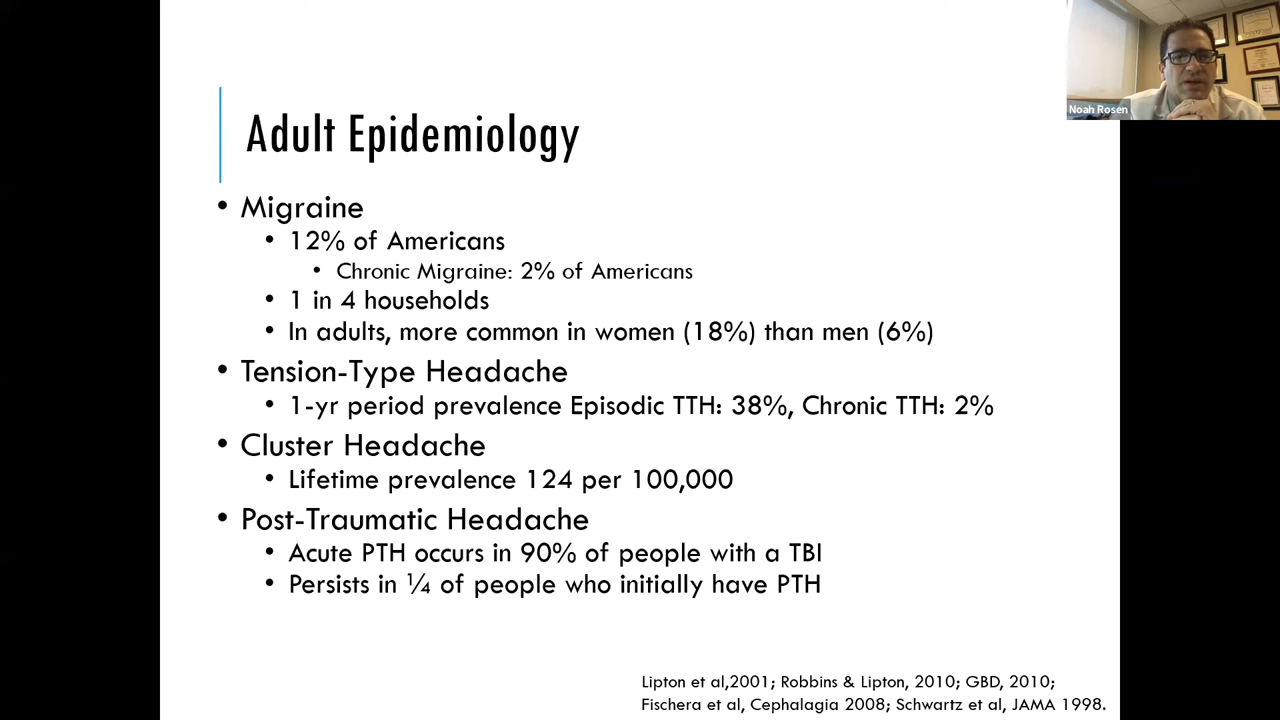 Noah Rosen
Adult Epidemiology
• Migraine
• 12% of Americans
• Chronic Migraine: 2% of Americans
• 1 in 4 households
• In adults, more common in women (18%) than men (6%)
• Tension-Type Headache
• 1-yr period prevalence Episodic TTH: 38%, Chronic TTH: 2%
• Cluster Headache
• Lifetime prevalence 124 per 100,000
• Post-Traumatic Headache
• Acute PTH occurs in 90% of people with a TBI
• Persists in ¼ of people who initially have PTH
Lipton et al,2001; Robbins & Lipton, 2010; GBD, 2010;
Fischera et al, Cephalagia 2008; Schwartz et al, JAMA 1998.